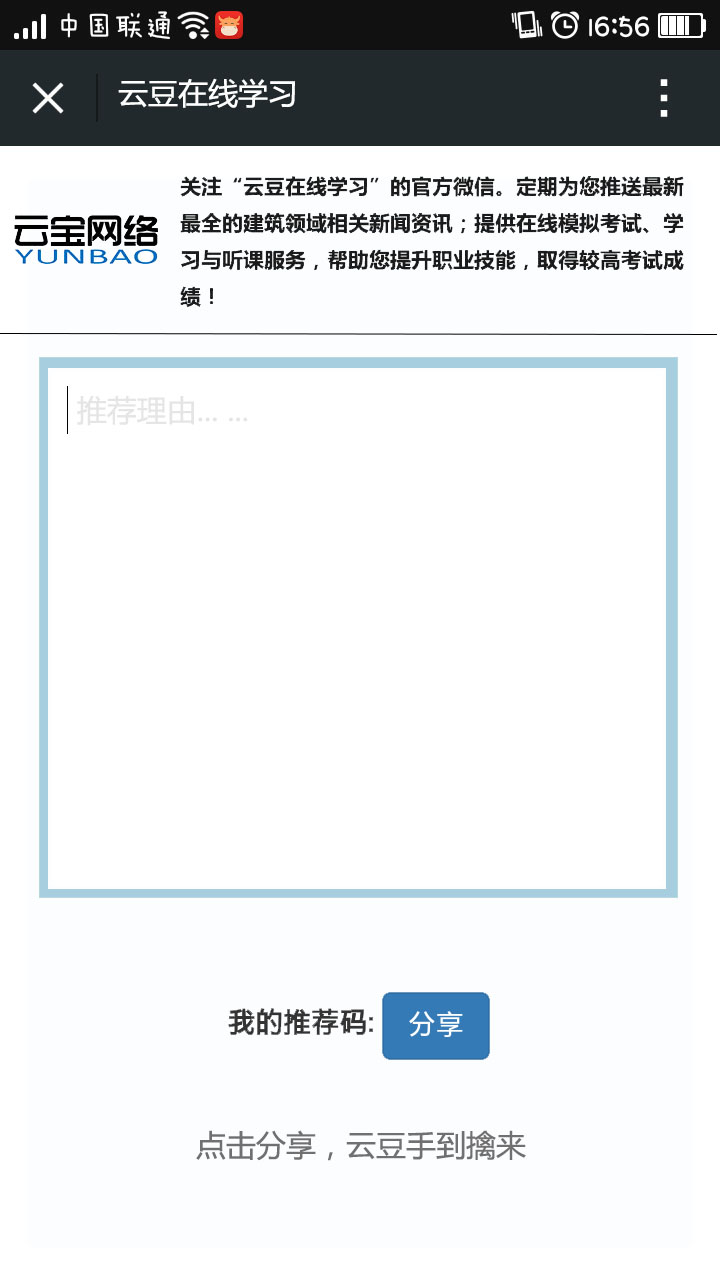 中国联通 16:56
云豆在线学习
云宝网络
YUNBAO
关注“云豆在线学习”的官方微信。定期为您推送最新
最全的建筑领域相关新闻资讯；提供在线模拟考试、学
习与听课服务，帮助您提升职业技能，取得较高考试成
绩！
推荐理由... ...
我的推荐码: 分享
点击分享，云豆手到擒来